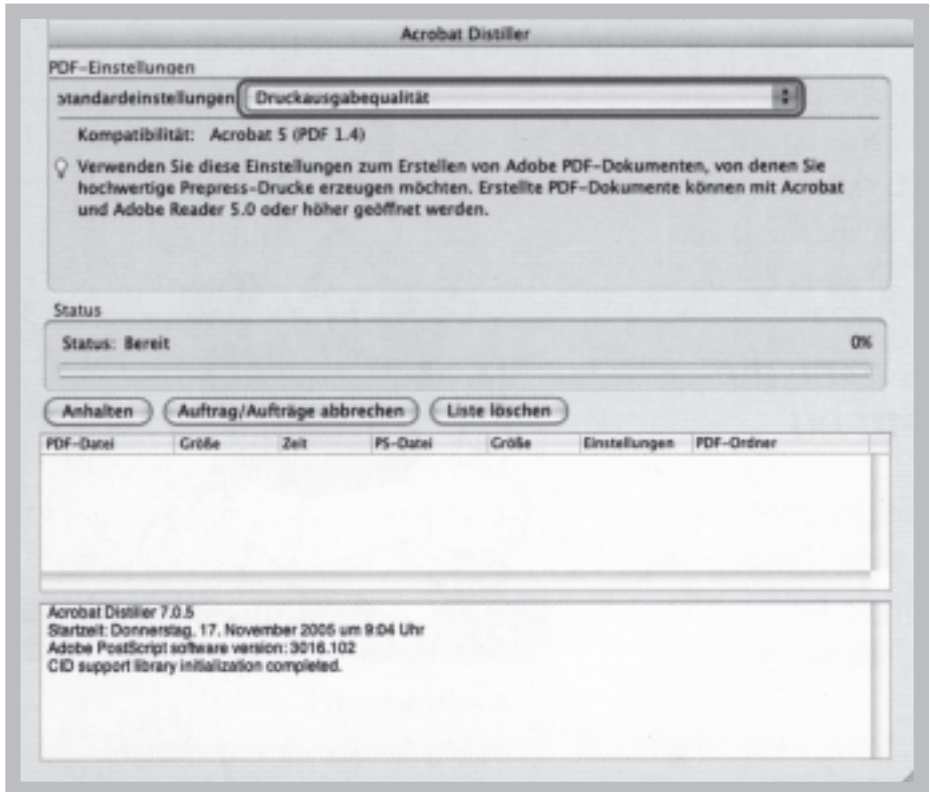 Acrobat Distiller
PDF-Einstellungen
Standardeinstellungen Druckausgabequalität
Kompatibilität: Acrobat 5 (PDF 1.4)
Verwenden Sie diese Einstellungen zum Erstellen von Adobe PDF-Dokumenten, von denen Sie
hochwertige Prepress-Drucke erzeugen möchten. Erstellte PDF-Dokumente können mit Acrobat
und Adobe Reader 5.0 oder höher geöffnet werden.
Status
Status: Bereit 0%
Anhalten Auftrag/Aufträge abbrechen Liste löschen
PDF-Datei Größe Zeit PS-Datei Größe Einstellungen PDF-Ordner
Acrobat Distiller 7.0.5
Startzeit: Donnerstag, 17. November 2005 um 9:04 Uhr
Adobe PostScript software version: 3016.102
CID support library initialization completed.